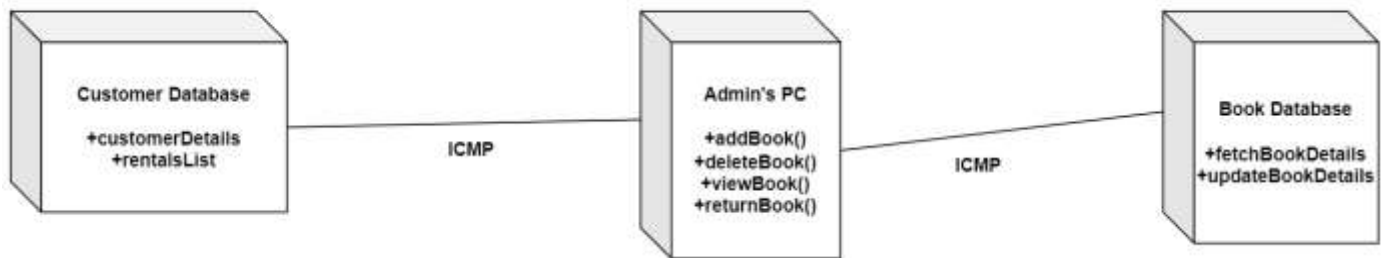 Customer Database
+customerDetails
+rentalsList
ICMP
Admin's PC
+addBook()
+deleteBook()
+viewBook()
+returnBook()
ICMP
Book Database
+fetchBookDetails
+updateBookDetails